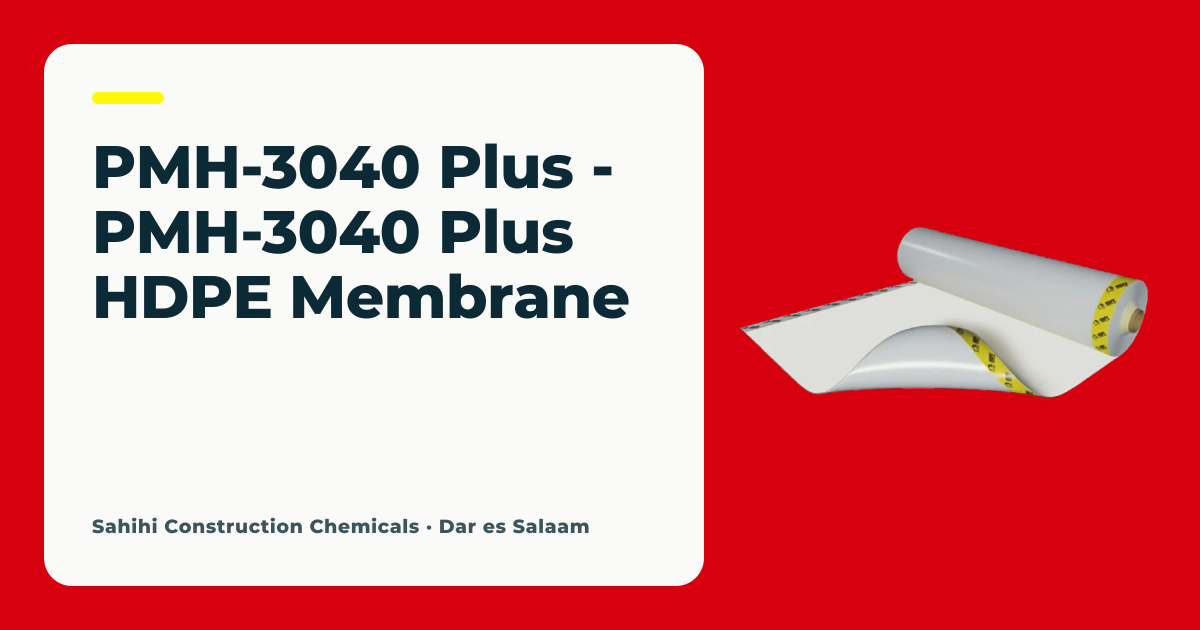 PMH-3040 Plus -
PMH-3040 Plus
HDPE Membrane
Sahihi Construction Chemicals · Dar es Salaam